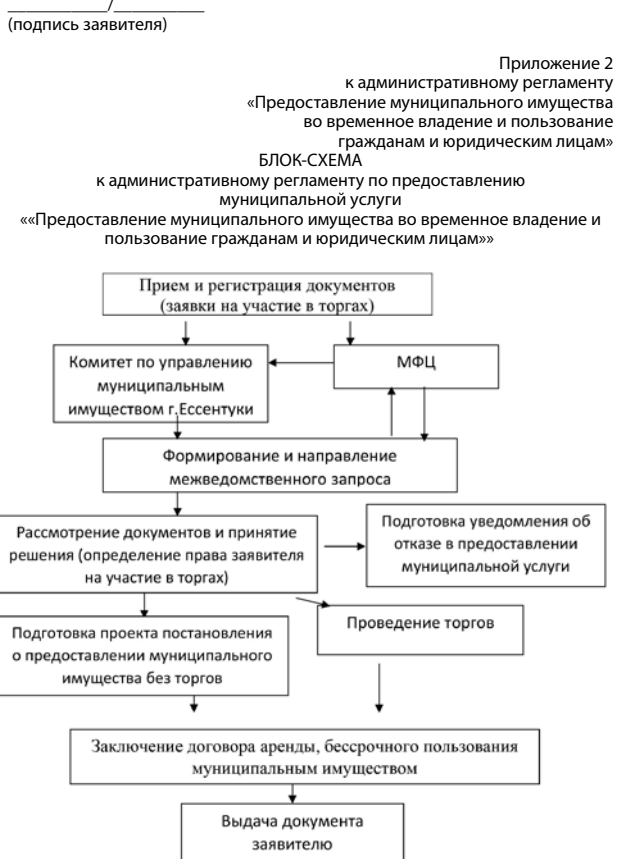 ___________/__________
(подпись заявителя)
Приложение 2
к административному регламенту
«Предоставление муниципального имущества
во временное владение и пользование
гражданам и юридическим лицам»
БЛОК-СХЕМА
к административному регламенту по предоставлению
муниципальной услуги
««Предоставление муниципального имущества во временное владение и
пользование гражданам и юридическим лицам»»
Прием и регистрация документов
(заявки на участие в торгах)
Комитет по управлению
муниципальным
имуществом г.Ессентуки
МФЦ
Формирование и направление
межведомственного запроса
Рассмотрение документов и принятие
решения (определение права заявителя
на участие в торгах)
Подготовка уведомления об
отказе в предоставлении
муниципальной услуги
Подготовка проекта постановления
о предоставлении муниципального
имущества без торгов
Проведение торгов
Заключение договора аренды, бессрочного пользования
муниципальным имуществом
Выдача документа
заявителю